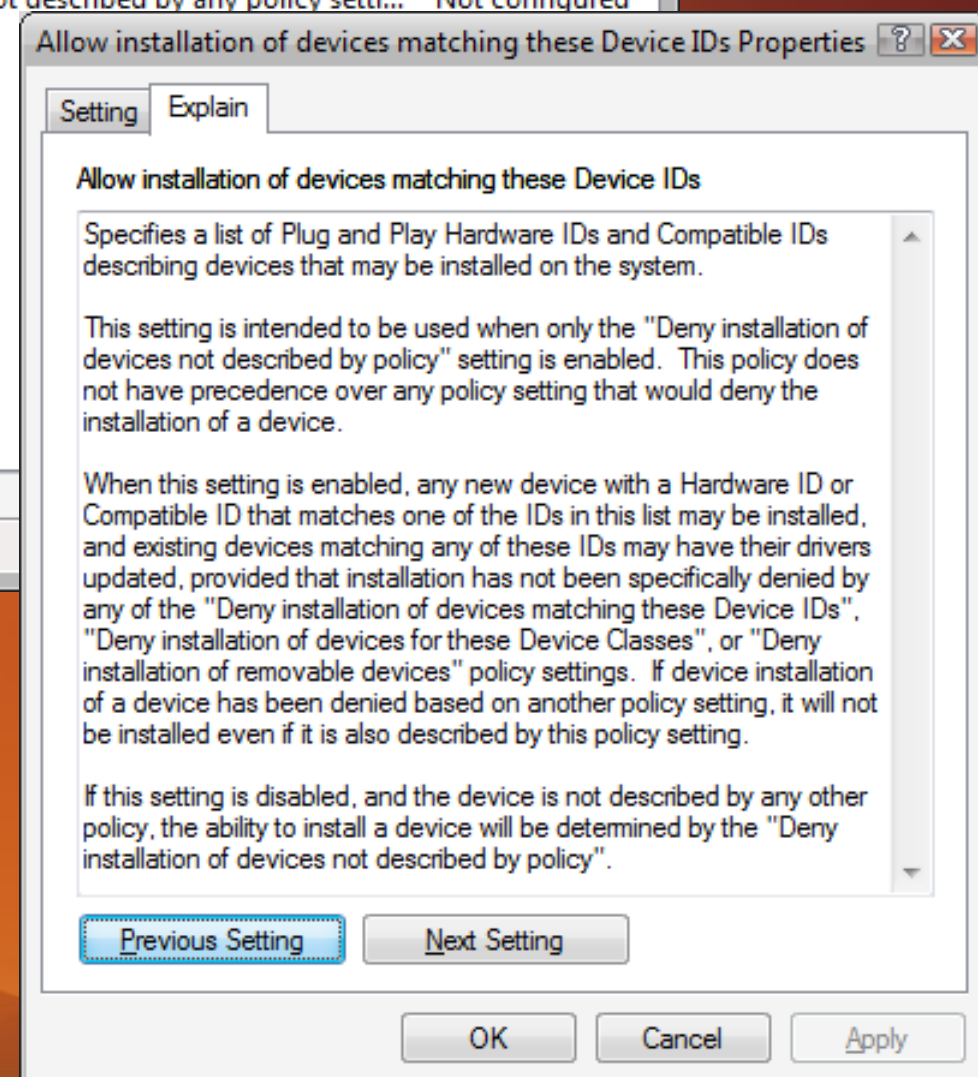 ot described by any policy setti... Not configured
Allow installation of devices matching these Device IDs Properties
Setting
Explain
Allow installation of devices matching these Device IDs
Specifies a list of Plug and Play Hardware IDs and Compatible IDs
describing devices that may be installed on the system.
This setting is intended to be used when only the "Deny installation of
devices not described by policy" setting is enabled.  This policy does
not have precedence over any policy setting that would deny the
installation of a device.
When this setting is enabled, any new device with a Hardware ID or
Compatible ID that matches one of the IDs in this list may be installed,
and existing devices matching any of these IDs may have their drivers
updated, provided that installation has not been specifically denied by
any of the "Deny installation of devices matching these Device IDs",
"Deny installation of devices for these Device Classes", or "Deny
installation of removable devices" policy settings.  If device installation
of a device has been denied based on another policy setting, it will not
be installed even if it is also described by this policy setting.
If this setting is disabled, and the device is not described by any other
policy, the ability to install a device will be determined by the "Deny
installation of devices not described by policy".
Previous Setting
Next Setting
OK
Cancel
Apply